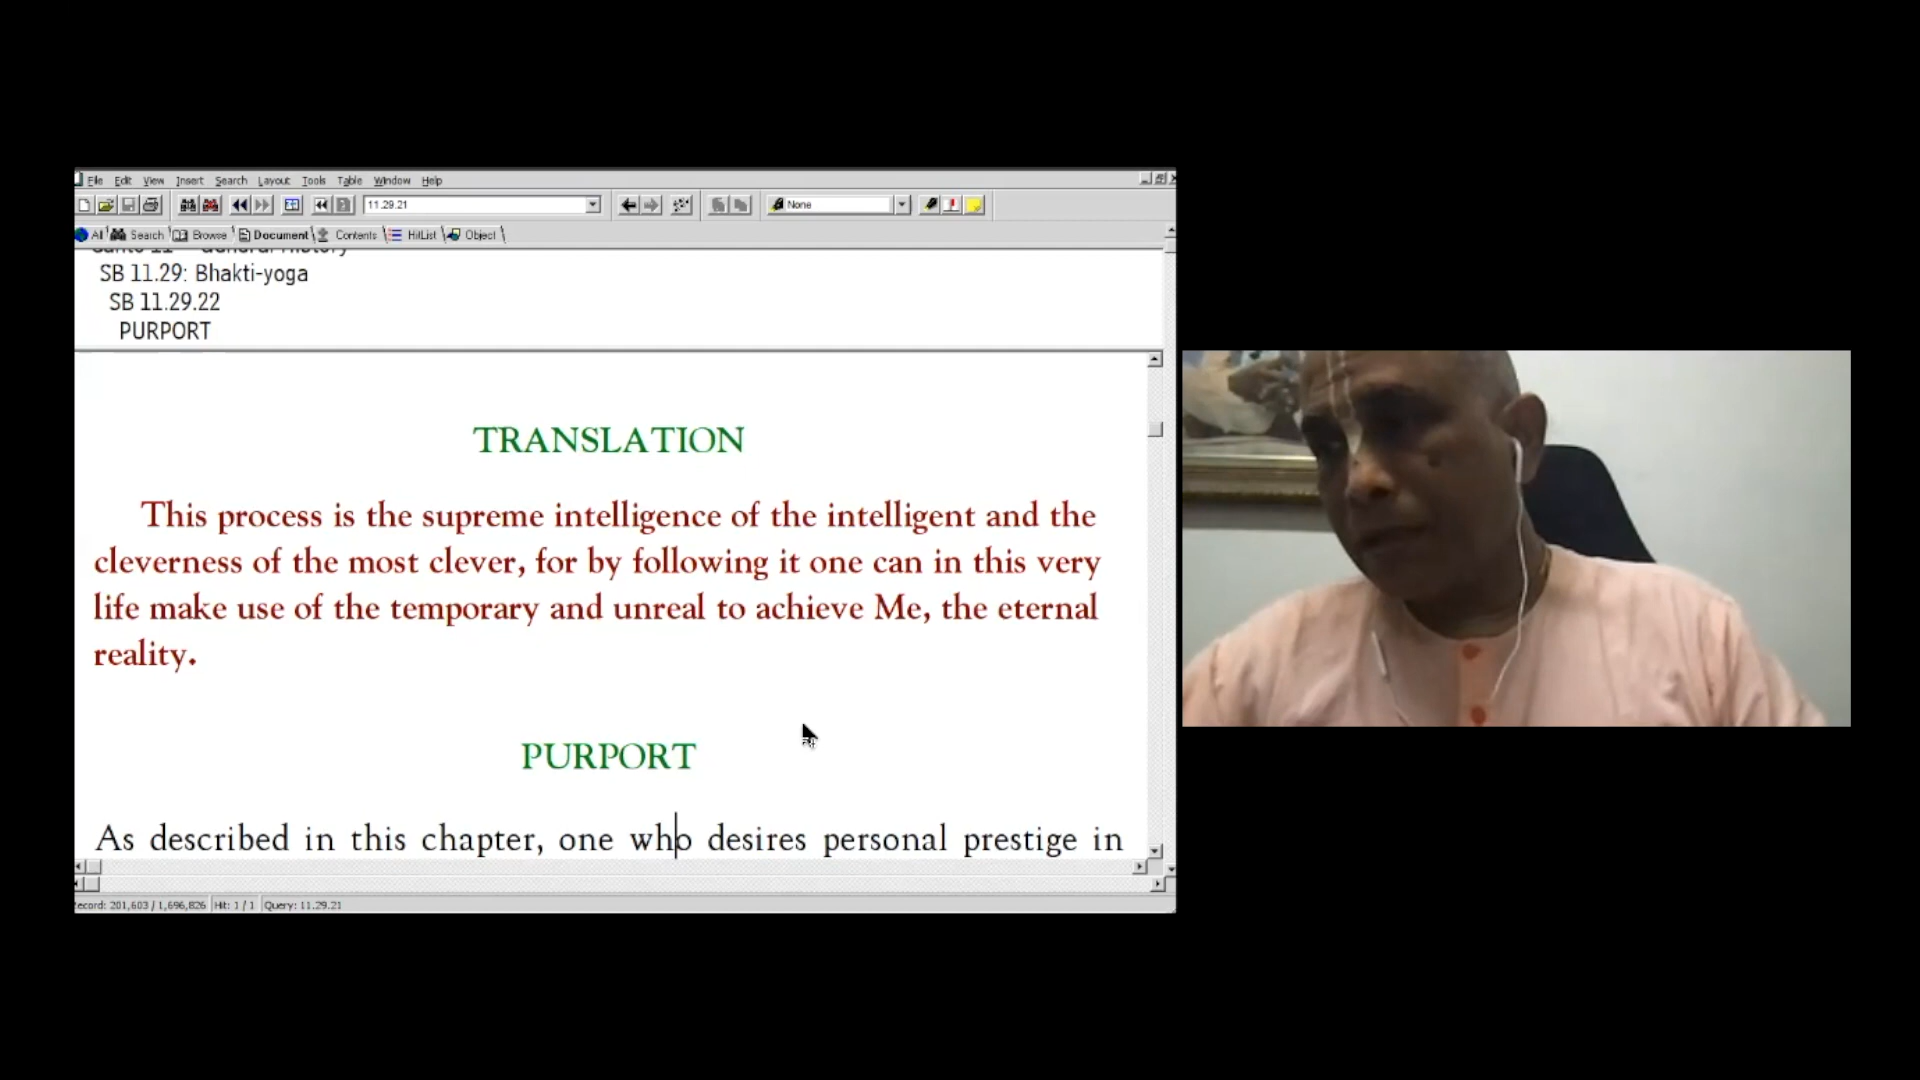 File Edit View Insert Search Layout Tools Table Window Help
11.29.21 None
All Search Browse Document Contents HitList Object
Canto 11 General History
SB 11.29: Bhakti-yoga
SB 11.29.22
PURPORT
TRANSLATION
This process is the supreme intelligence of the intelligent and the
cleverness of the most clever, for by following it one can in this very
life make use of the temporary and unreal to achieve Me, the eternal
reality.
PURPORT
As described in this chapter, one who desires personal prestige in
ecord: 201,603 / 1,696,826 Hit: 1 / 1 Query: 11.29.21